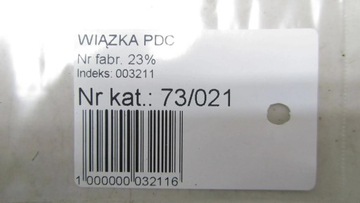 WIĄZKA PDC
Nr fabr. 23%
Indeks: 003211
Nr kat.: 73/021
1 000000 032116